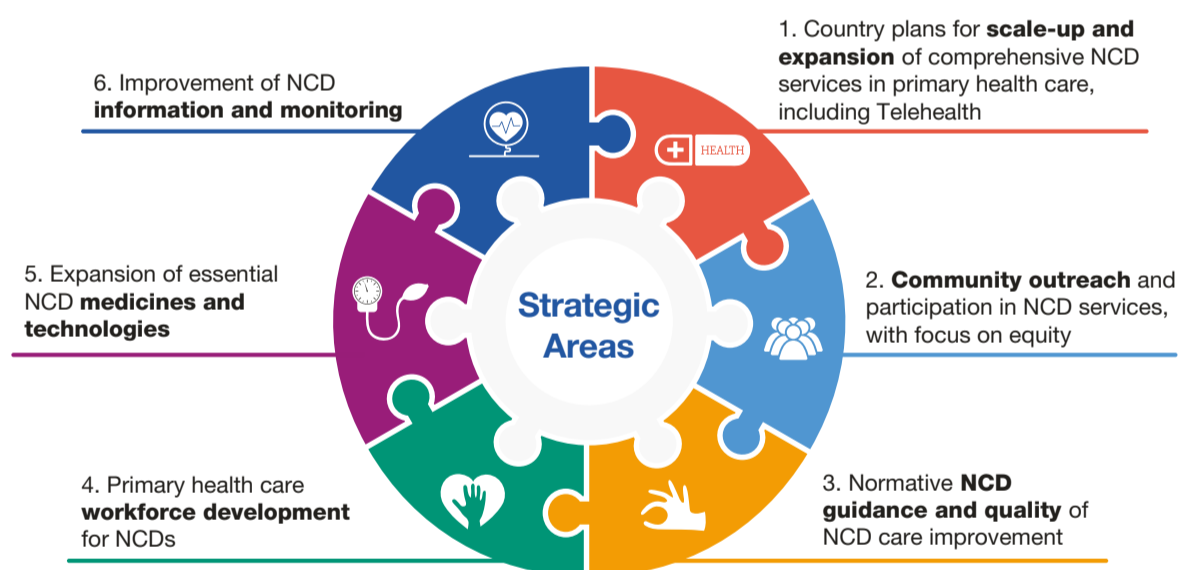 1. Country plans for scale-up and
expansion of comprehensive NCD
services in primary health care,
including Telehealth
HEALTH
2. Community outreach and
participation in NCD services,
with focus on equity
3. Normative NCD
guidance and quality of
NCD care improvement
4. Primary health care
workforce development
for NCDs
5. Expansion of essential
NCD medicines and
technologies
6. Improvement of NCD
information and monitoring
Strategic
Areas